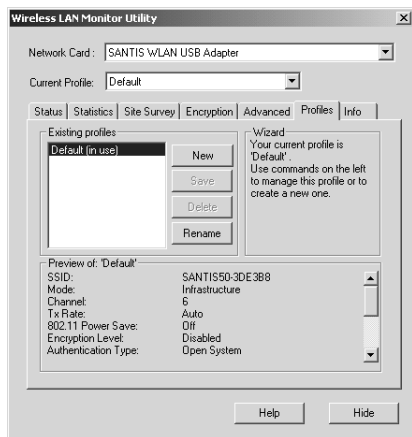 Wireless LAN Monitor Utility
Network Card : SANTIS WLAN USB Adapter
Current Profile: Default
Status Statistics Site Survey Encryption Advanced Profiles Info
Existing profiles
Default (in use)
New
Save
Delete
Rename
Wizard
Your current profile is
'Default' .
Use commands on the left
to manage this profile or to
create a new one.
Preview of: 'Default'
SSID: SANTIS50-3DE3B8
Mode: Infrastructure
Channel: 6
Tx Rate: Auto
802.11 Power Save: Off
Encryption Level: Disabled
Authentication Type: Open System
Help Hide